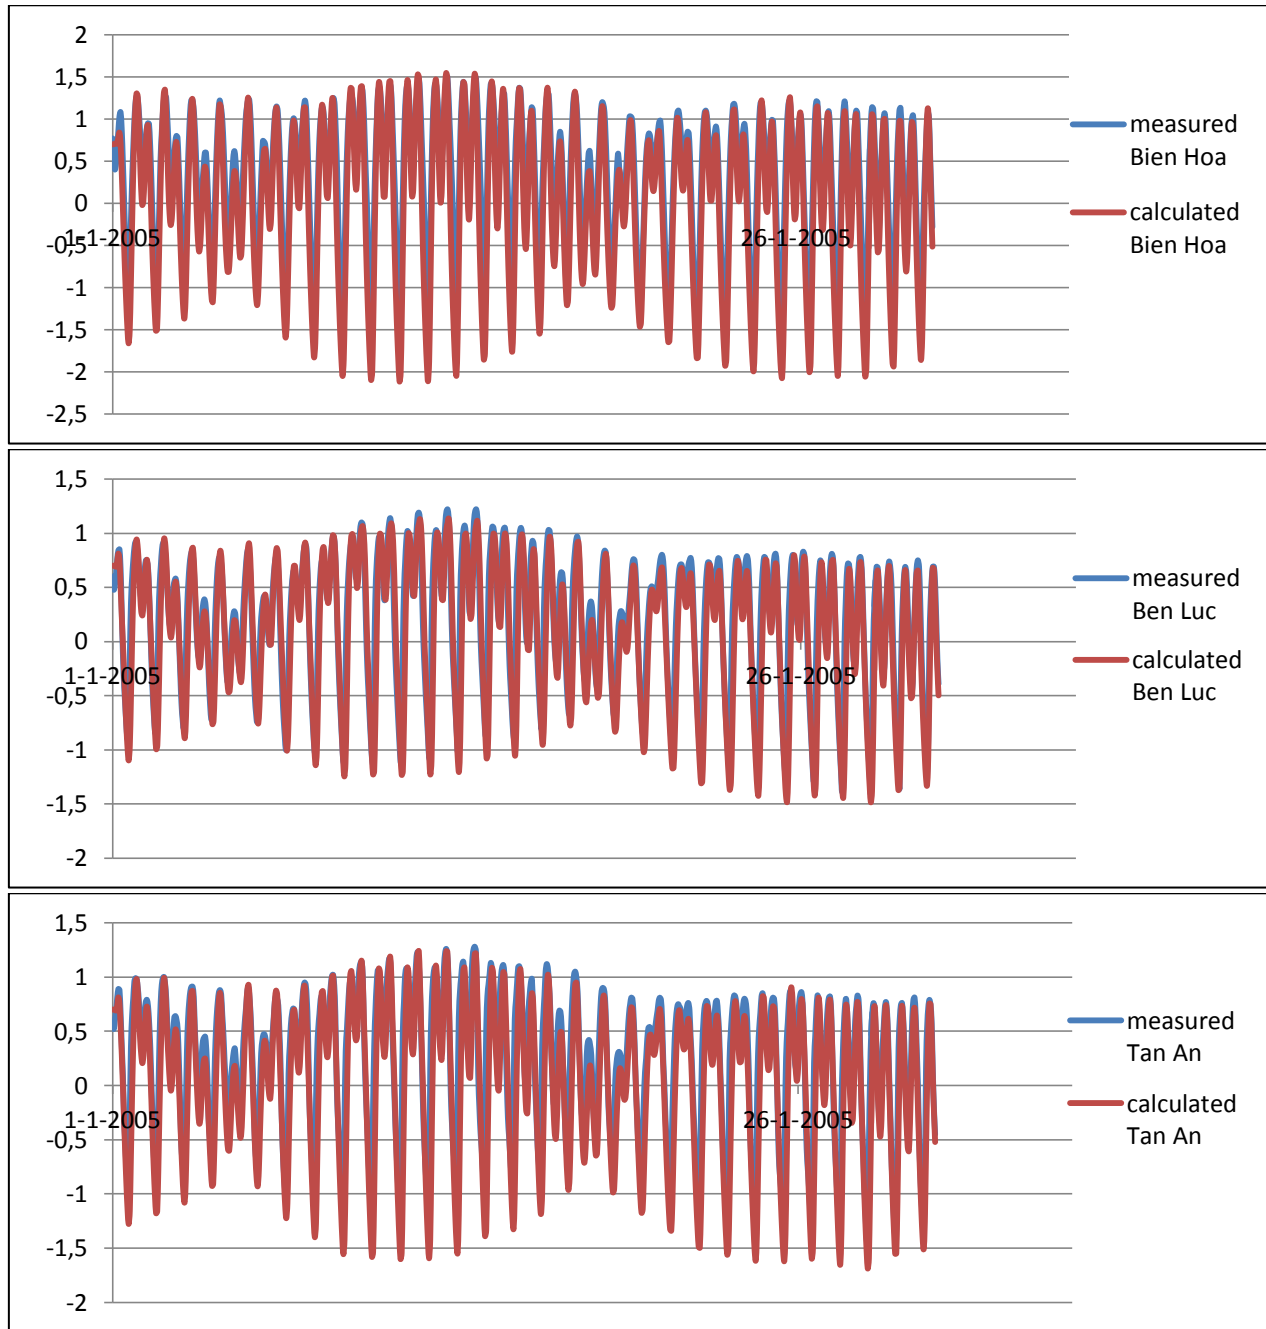 2
1,5
1
0,5
0
-0,5
-1
-1,5
-2
-2,5
1-1-2005
26-1-2005
measured
Bien Hoa
calculated
Bien Hoa
1,5
1
0,5
0
-0,5
-1
-1,5
-2
1-1-2005
26-1-2005
measured
Ben Luc
calculated
Ben Luc
1,5
1
0,5
0
-0,5
-1
-1,5
-2
1-1-2005
26-1-2005
measured
Tan An
calculated
Tan An